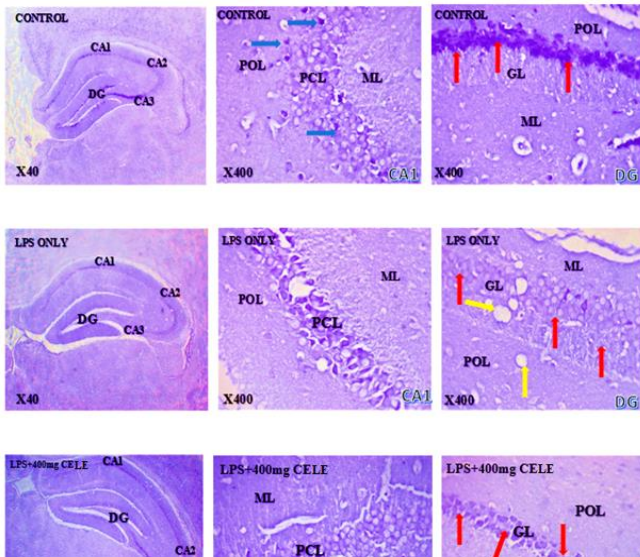 CONTROL
CA1
CA2
DG
CA3
X40
CONTROL
POL
PCL
ML
X400
CA1
CONTROL
POL
GL
ML
X400
DG
LPS ONLY
CA1
CA2
DG
CA3
X40
LPS ONLY
ML
POL
PCL
X400
CA1
LPS ONLY
ML
GL
POL
X400
DG
LPS+400mg CELE
CA1
DG
CA2
LPS+400mg CELE
ML
PCL
LPS+400mg CELE
POL
GL